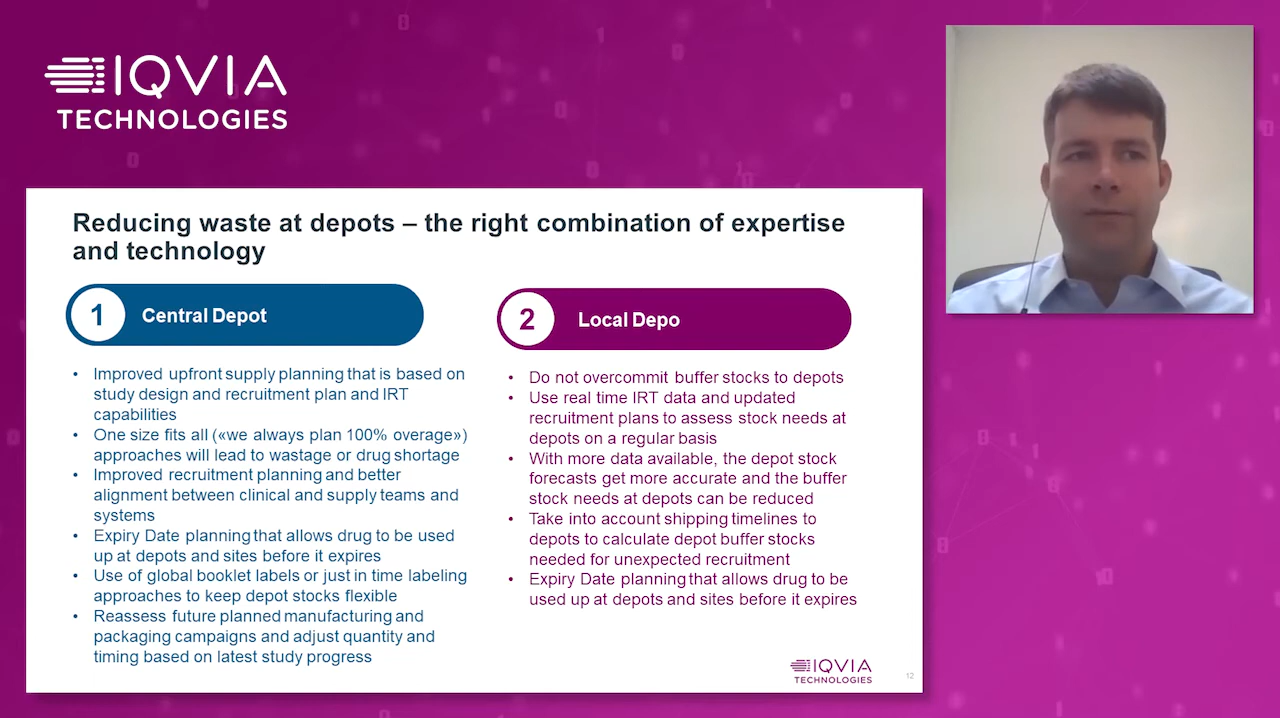 IQVIA
TECHNOLOGIES
Reducing waste at depots – the right combination of expertise
and technology
1 Central Depot
• Improved upfront supply planning that is based on
study design and recruitment plan and IRT
capabilities
• One size fits all («we always plan 100% overage»)
approaches will lead to wastage or drug shortage
• Improved recruitment planning and better
alignment between clinical and supply teams and
systems
• Expiry Date planning that allows drug to be used
up at depots and sites before it expires
• Use of global booklet labels or just in time labeling
approaches to keep depot stocks flexible
• Reassess future planned manufacturing and
packaging campaigns and adjust quantity and
timing based on latest study progress
2 Local Depo
• Do not overcommit buffer stocks to depots
• Use real time IRT data and updated
recruitment plans to assess stock needs at
depots on a regular basis
• With more data available, the depot stock
forecasts get more accurate and the buffer
stock needs at depots can be reduced
• Take into account shipping timelines to
depots to calculate depot buffer stocks
needed for unexpected recruitment
• Expiry Date planning that allows drug to be
used up at depots and sites before it expires
IQVIA
TECHNOLOGIES
12